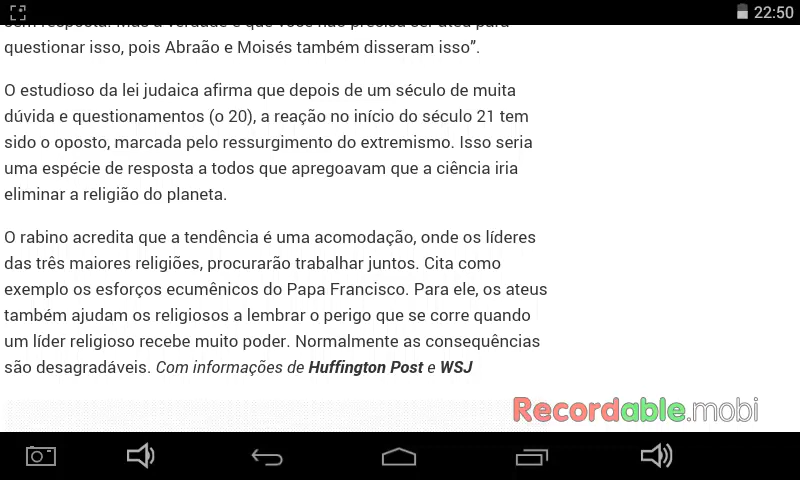 22:50
questionar isso, pois Abraão e Moisés também disseram isso”.
O estudioso da lei judaica afirma que depois de um século de muita
dúvida e questionamentos (o 20), a reação no início do século 21 tem
sido o oposto, marcada pelo ressurgimento do extremismo. Isso seria
uma espécie de resposta a todos que apregoavam que a ciência iria
eliminar a religião do planeta.
O rabino acredita que a tendência é uma acomodação, onde os líderes
das três maiores religiões, procurarão trabalhar juntos. Cita como
exemplo os esforços ecumênicos do Papa Francisco. Para ele, os ateus
também ajudam os religiosos a lembrar o perigo que se corre quando
um líder religioso recebe muito poder. Normalmente as consequências
são desagradáveis. Com informações de Huffington Post e WSJ
Recordable.mobi